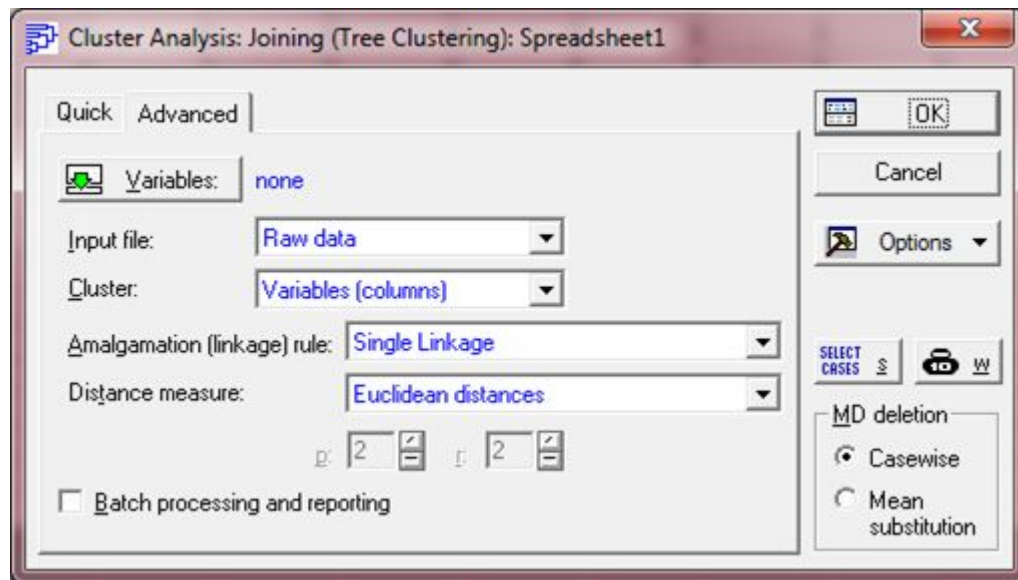 Cluster Analysis: Joining (Tree Clustering): Spreadsheet1
Quick Advanced
Variables: none
Input file: Raw data
Cluster: Variables (columns)
Amalgamation (linkage) rule: Single Linkage
Distance measure: Euclidean distances
p: 2 r: 2
Batch processing and reporting
OK
Cancel
Options
SELECT CASES S
W
MD deletion
Casewise
Mean
substitution